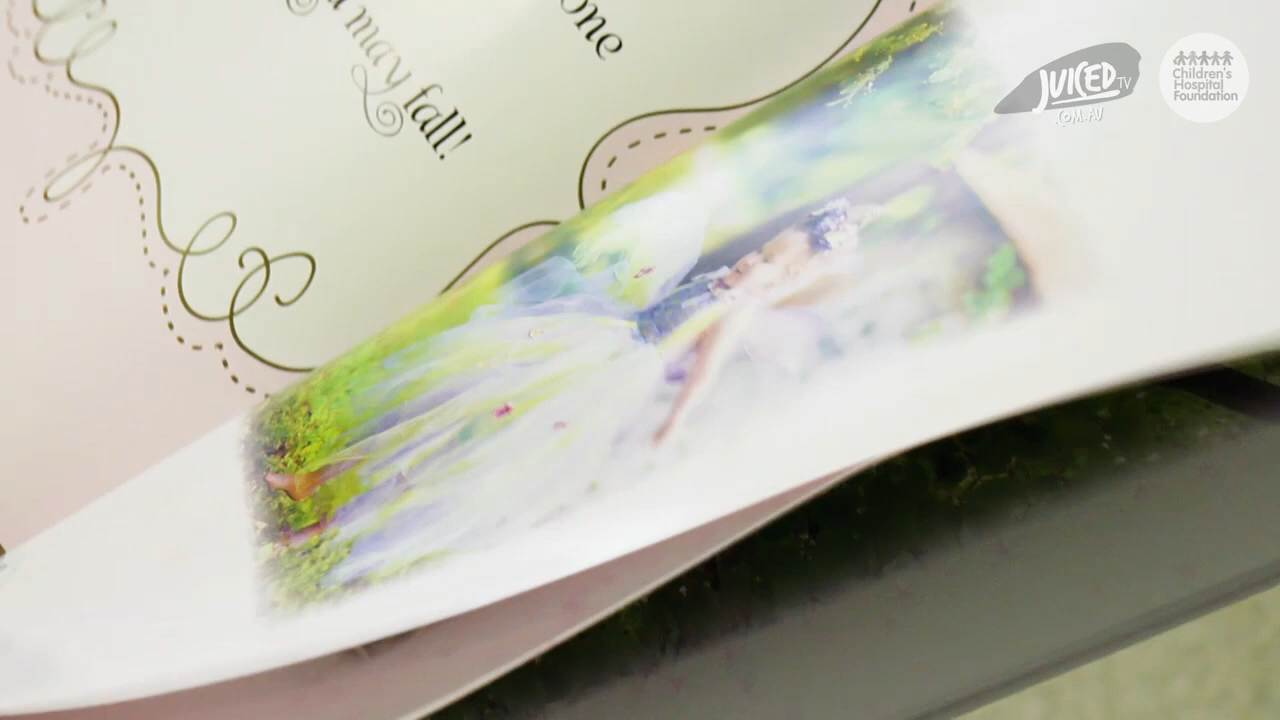 one
may
fall!
JUICED TV
.COM.AU
Children's
Hospital
Foundation